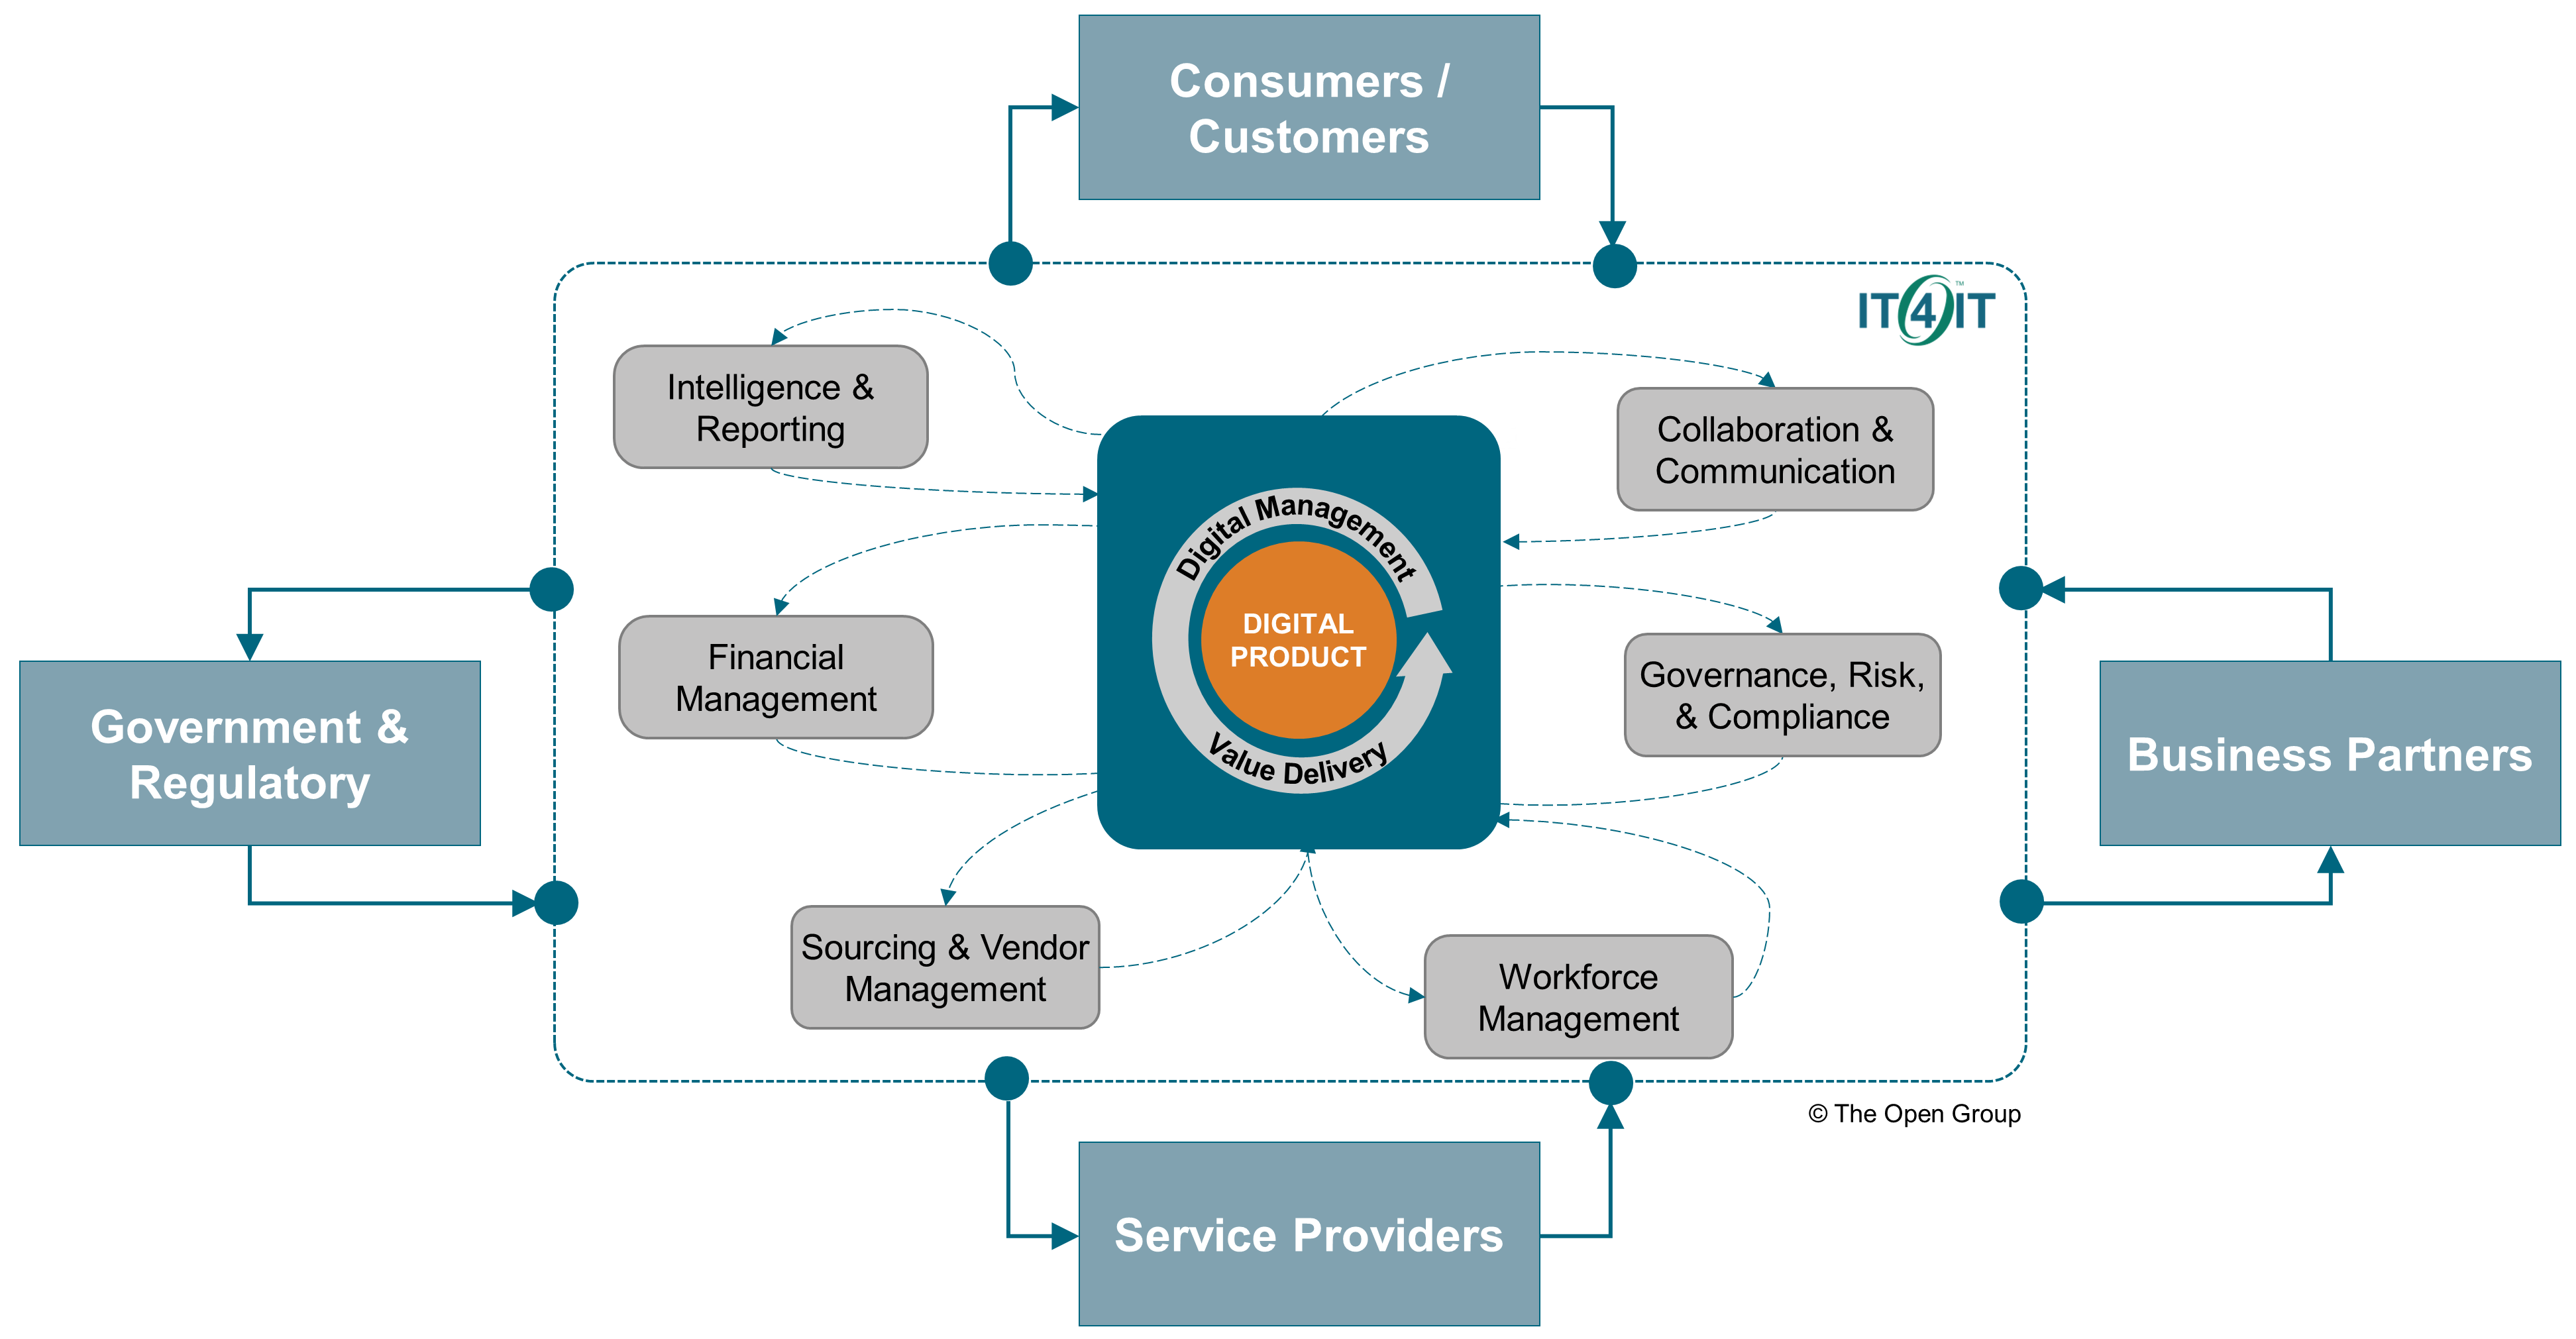 Consumers /
Customers
IT4IT™
Intelligence &
Reporting
Collaboration &
Communication
Digital Management
DIGITAL
PRODUCT
Value Delivery
Financial
Management
Governance, Risk,
& Compliance
Government &
Regulatory
Business Partners
Sourcing & Vendor
Management
Workforce
Management
© The Open Group
Service Providers